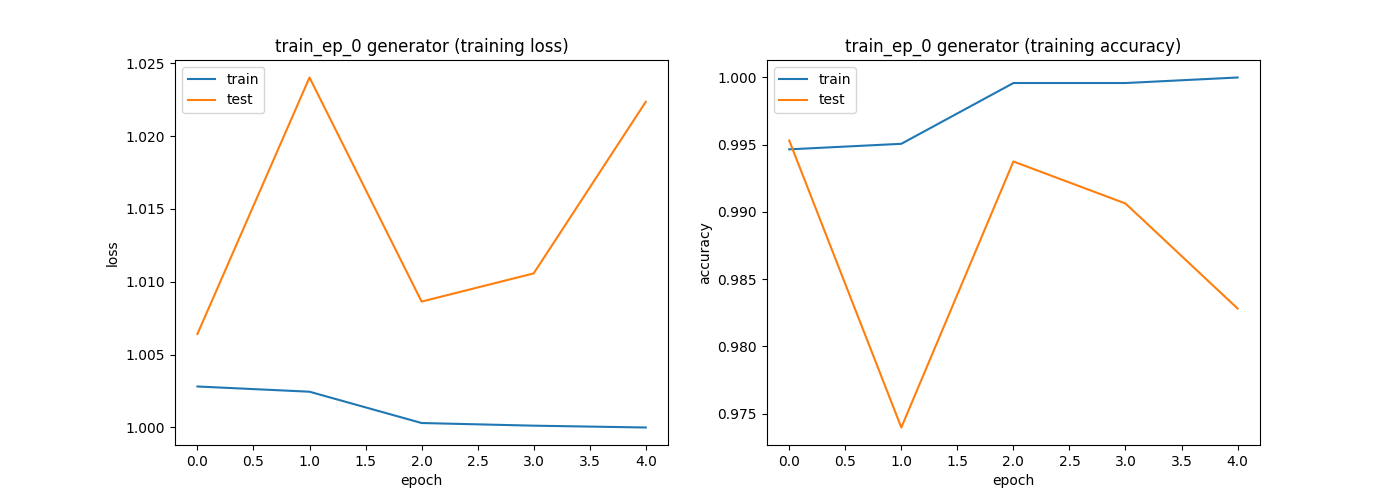 train_ep_0 generator (training loss)
train
test
1.025
1.020
1.015
1.010
1.005
1.000
loss
0.0 0.5 1.0 1.5 2.0 2.5 3.0 3.5 4.0
epoch
train_ep_0 generator (training accuracy)
train
test
1.000
0.995
0.990
0.985
0.980
0.975
accuracy
0.0 0.5 1.0 1.5 2.0 2.5 3.0 3.5 4.0
epoch